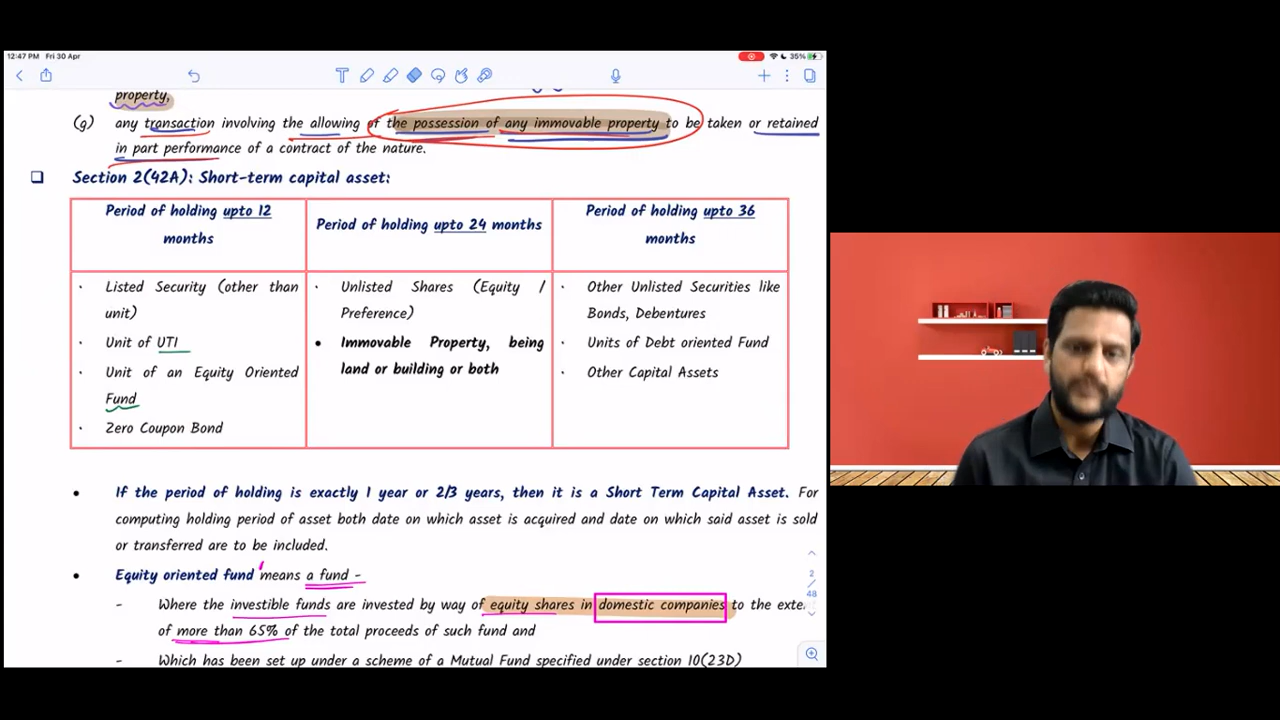 12:47 PM Fri 30 Apr
35%
property,
(g) any transaction involving the allowing of the possession of any immovable property to be taken or retained
in part performance of a contract of the nature.
Section 2(42A): Short-term capital asset:
Period of holding upto 12
months
Period of holding upto 24 months
Period of holding upto 36
months
· Listed Security (other than
unit)
· Unit of UTI
· Unit of an Equity Oriented
Fund
· Zero Coupon Bond
· Unlisted Shares (Equity /
Preference)
• Immovable Property, being
land or building or both
· Other Unlisted Securities like
Bonds, Debentures
· Units of Debt oriented Fund
· Other Capital Assets
• If the period of holding is exactly 1 year or 2/3 years, then it is a Short Term Capital Asset. For
computing holding period of asset both date on which asset is acquired and date on which said asset is sold
or transferred are to be included.
• Equity oriented fund means a fund -
- Where the investible funds are invested by way of equity shares in domestic companies to the exten
of more than 65% of the total proceeds of such fund and
- Which has been set up under a scheme of a Mutual Fund specified under section 10(23D)
2
/
48